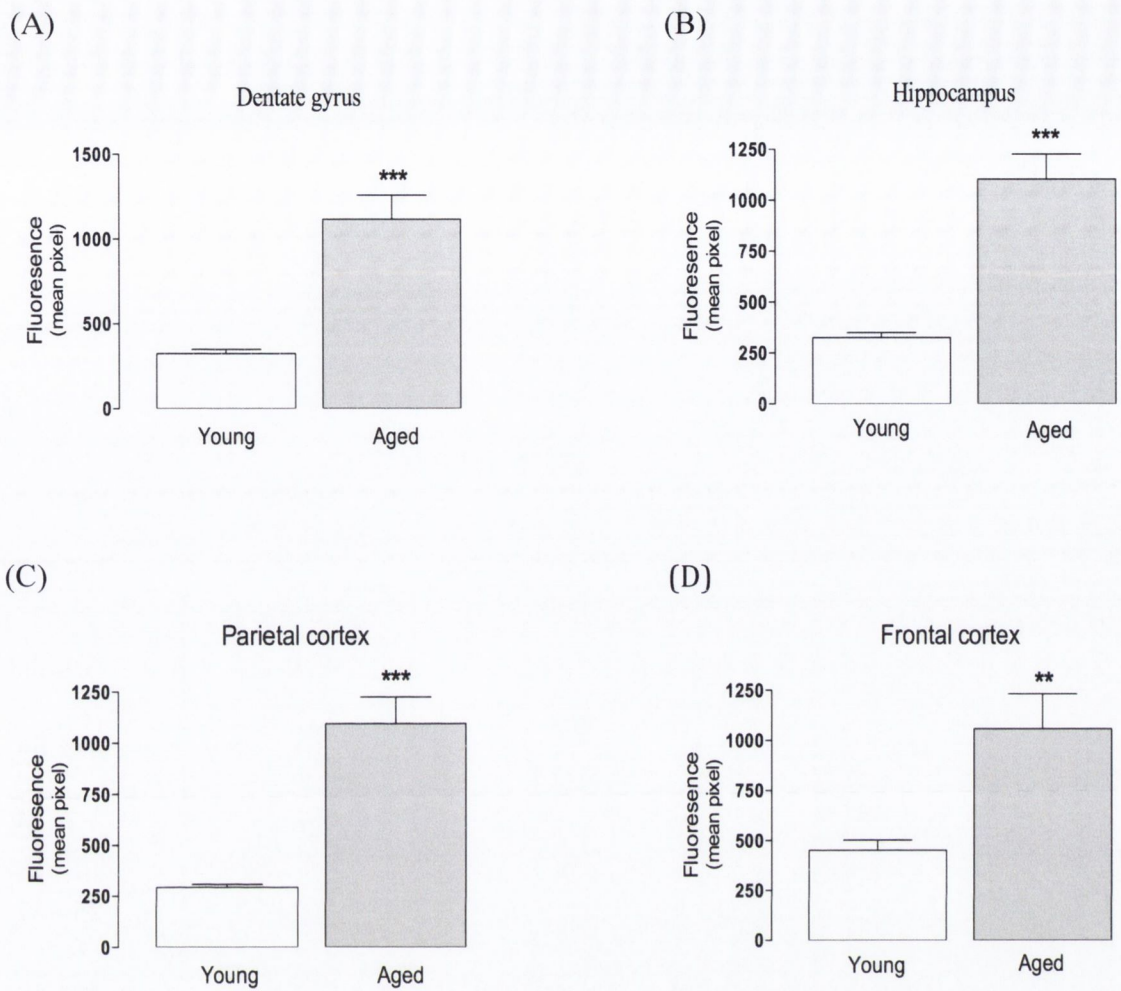 (A)
Dentate gyrus
1500
1000
500
0
Fluoresence
(mean pixel)
***
Young Aged
(B)
Hippocampus
1250
1000
750
500
250
0
Fluoresence
(mean pixel)
***
Young Aged
(C)
Parietal cortex
1250
1000
750
500
250
0
Fluoresence
(mean pixel)
***
Young Aged
(D)
Frontal cortex
1250
1000
750
500
250
0
Fluoresence
(mean pixel)
**
Young Aged